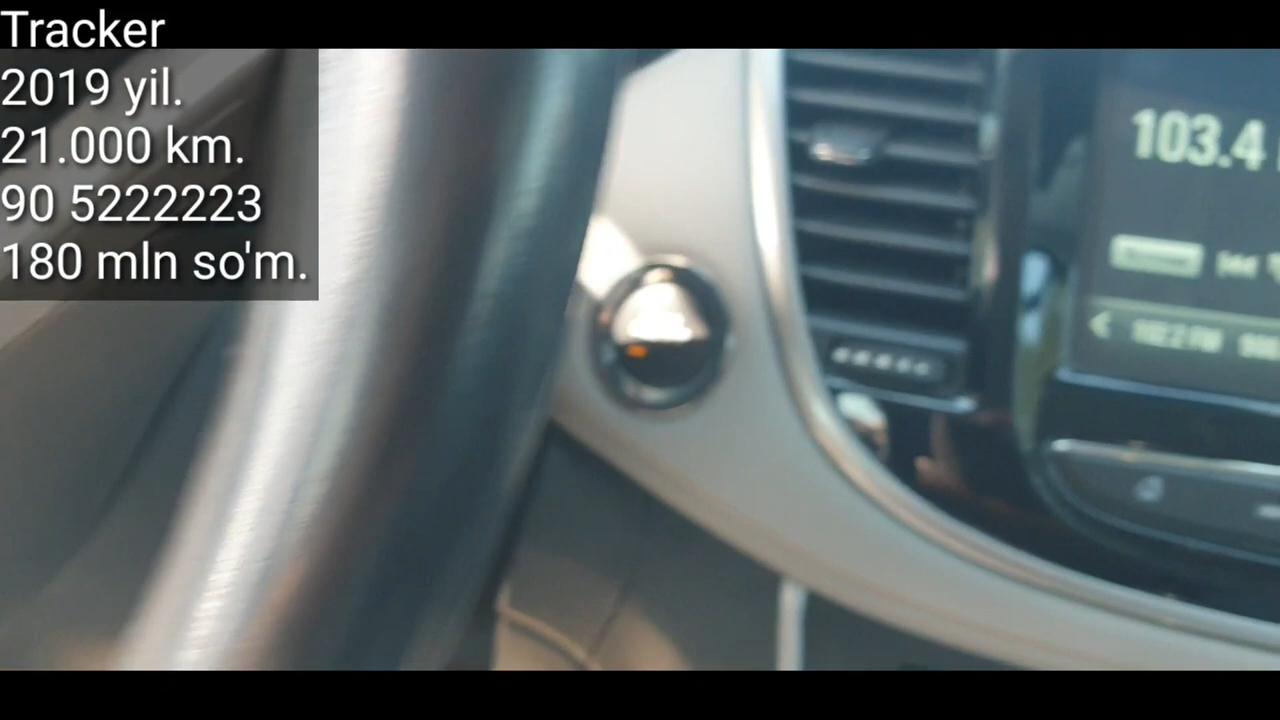 Tracker
2019 yil.
21.000 km.
90 5222223
180 mln so'm.
103.4